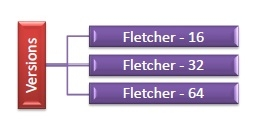 Versions
Fletcher - 16
Fletcher - 32
Fletcher - 64